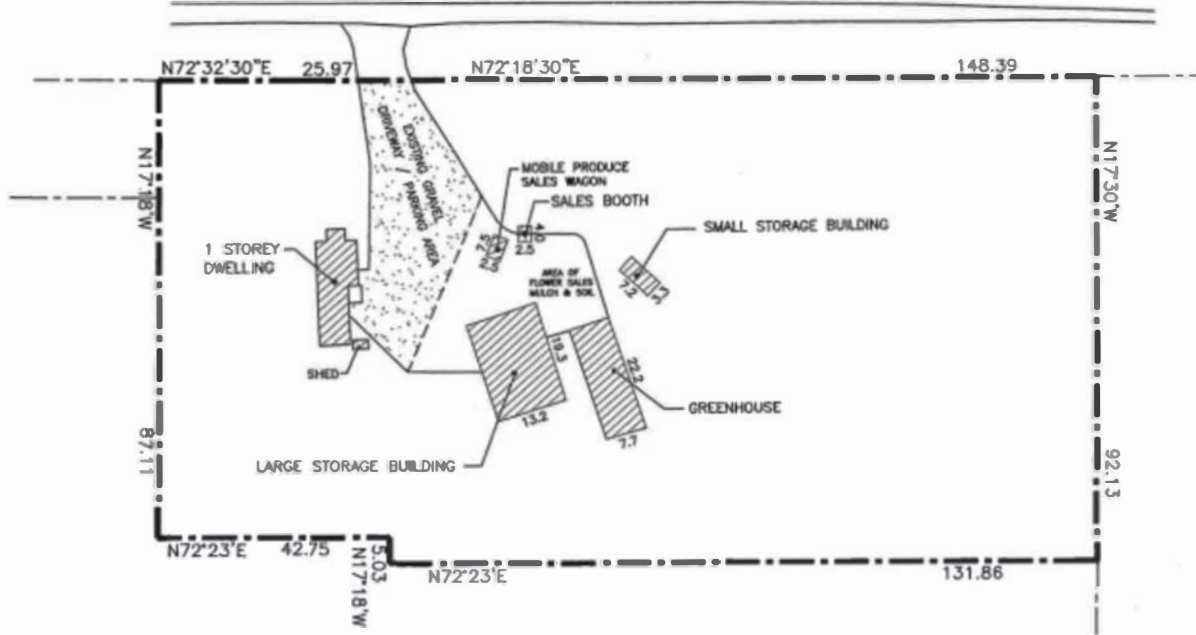 N72°32'30"E 25.97 N72°18'30"E 148.39
N17°18'W
N17°30'W
EXISTING GRAVEL
DRIVEWAY / PARKING AREA
MOBILE PRODUCE
SALES WAGON
SALES BOOTH
4.0
2.5
7.5
SMALL STORAGE BUILDING
1 STOREY
DWELLING
AREA OF
FLOWER SALES
MULCH & SOIL
7.2
SHED
19.3
22.2
GREENHOUSE
13.2
7.7
87.11
LARGE STORAGE BUILDING
92.13
N72°23'E 42.75
5.03
N17°18'W
N72°23'E 131.86